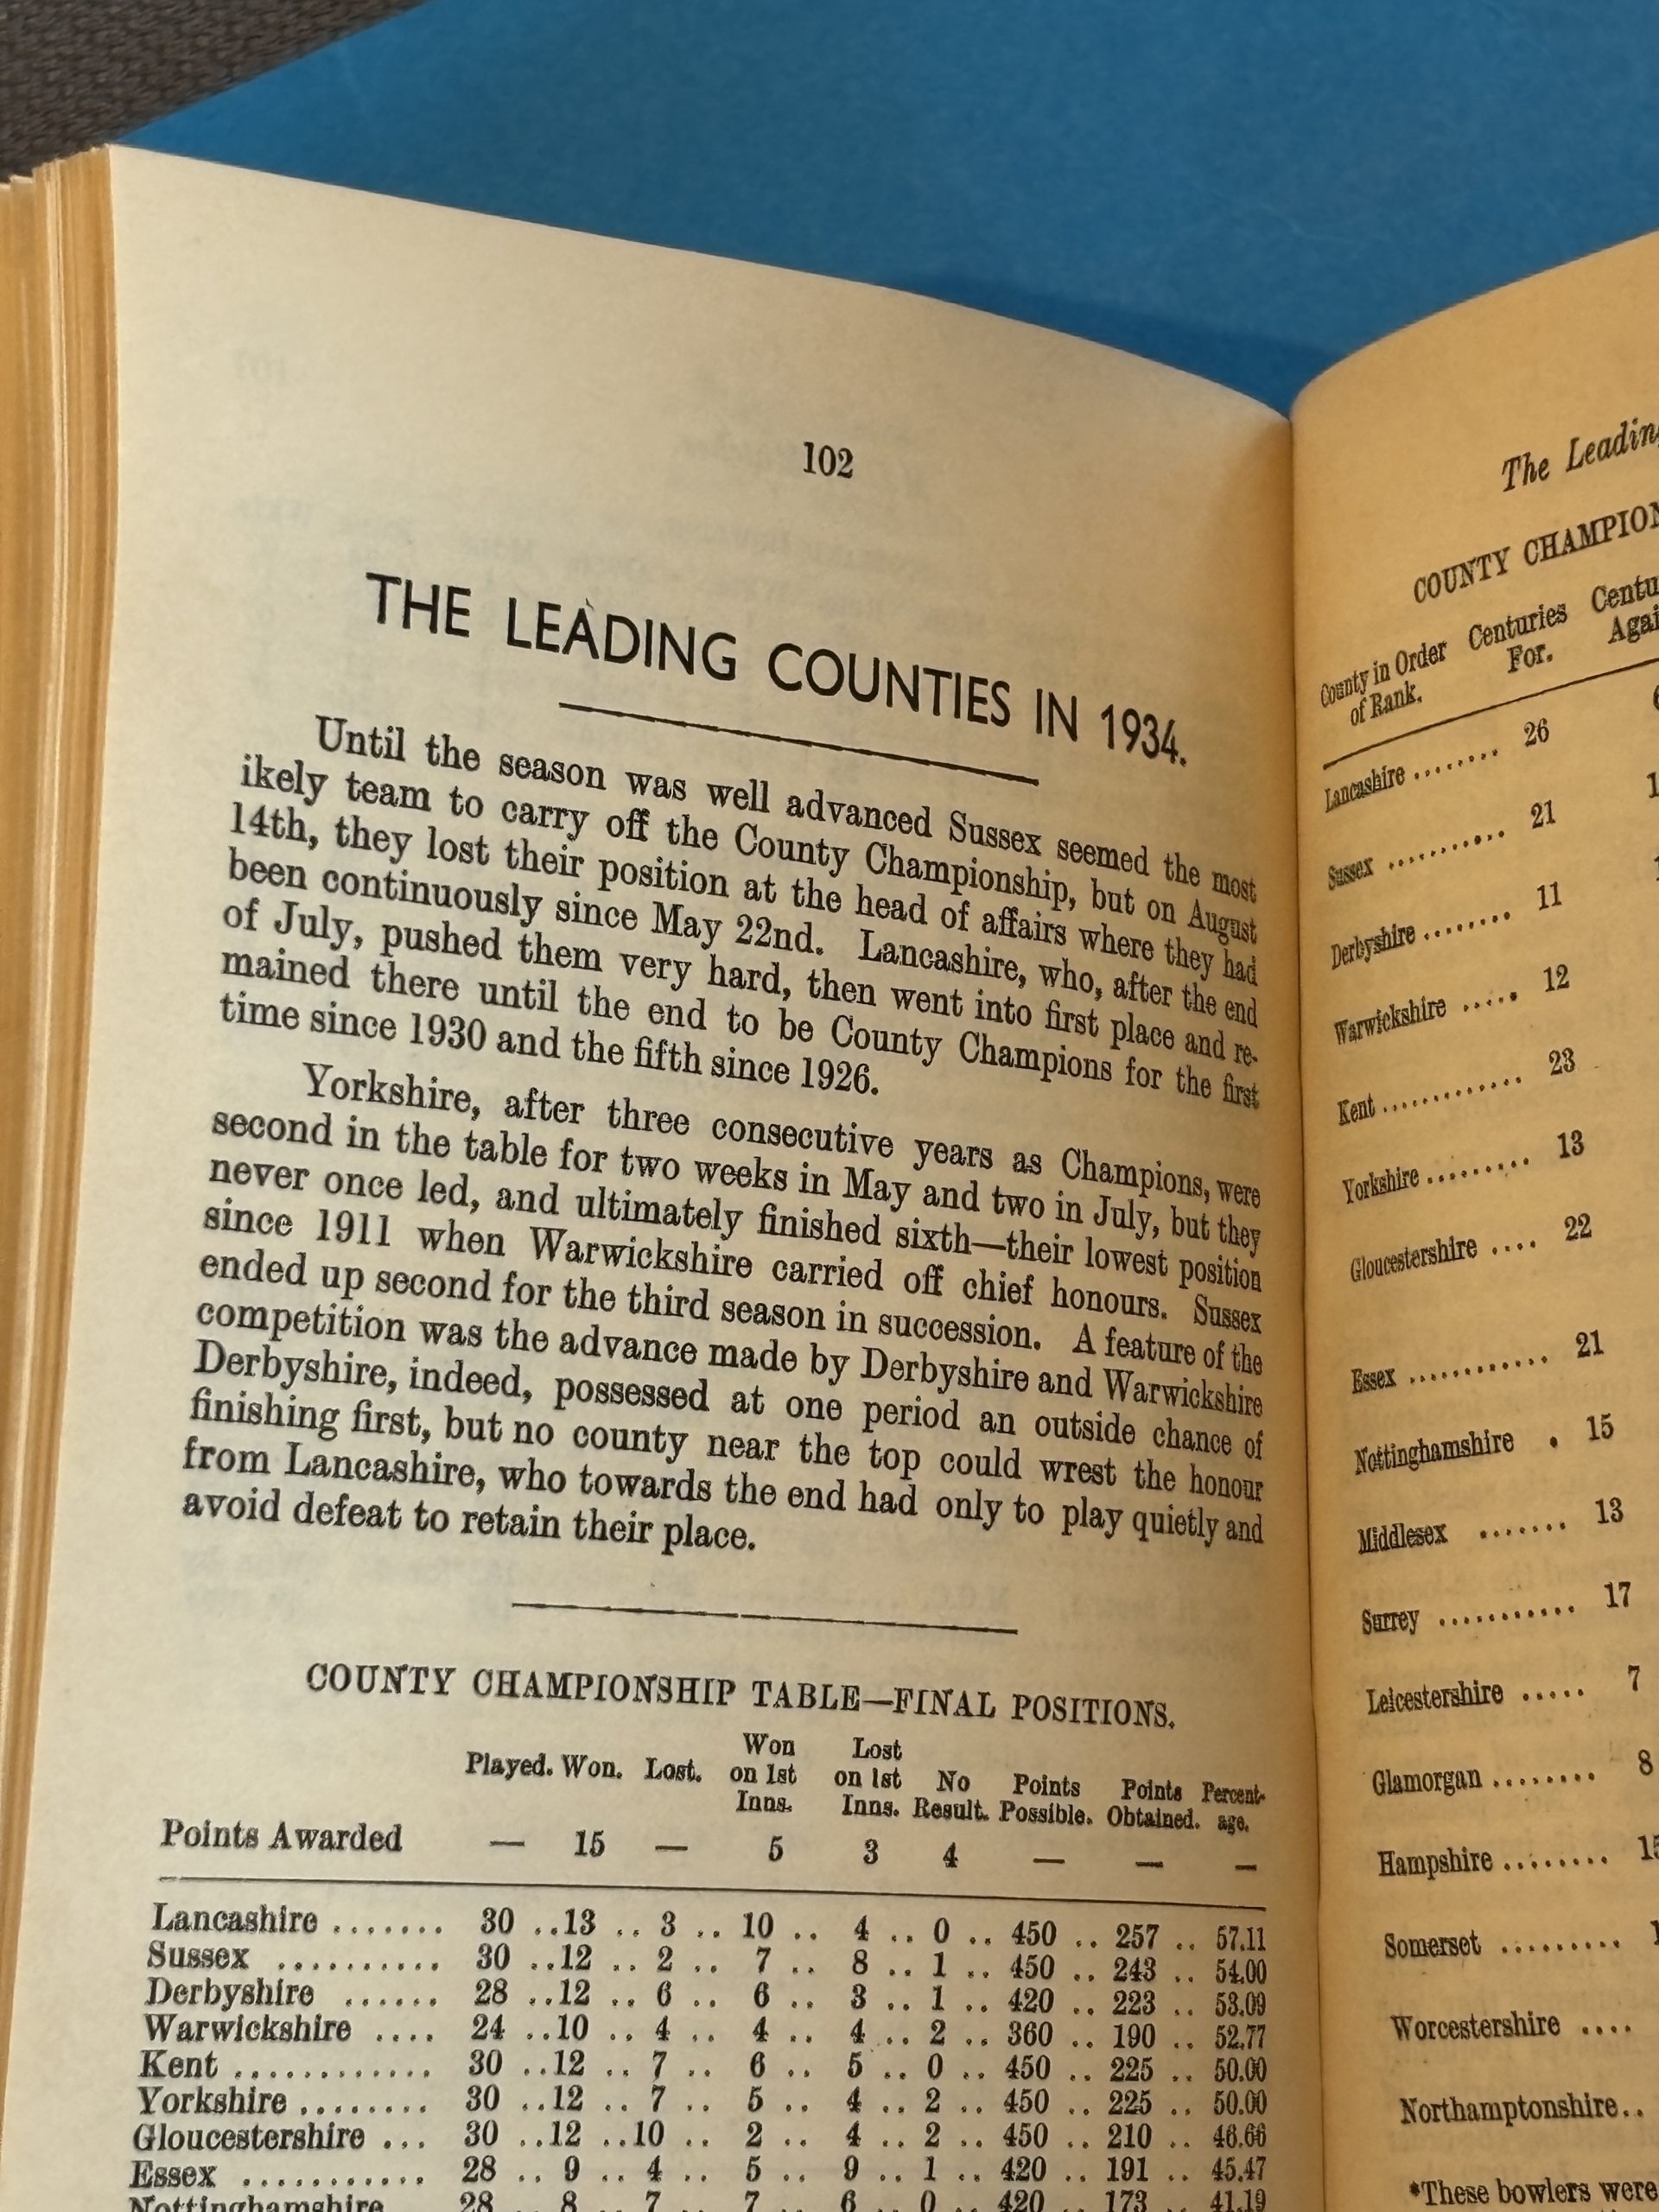 102
THE LEADING COUNTIES IN 1934.
Until the season was well advanced Sussex seemed the most
ikely team to carry off the County Championship, but on August
14th, they lost their position at the head of affairs where they had
been continuously since May 22nd. Lancashire, who, after the end
of July, pushed them very hard, then went into first place and re-
mained there until the end to be County Champions for the first
time since 1930 and the fifth since 1926.
Yorkshire, after three consecutive years as Champions, were
second in the table for two weeks in May and two in July, but they
never once led, and ultimately finished sixth—their lowest position
since 1911 when Warwickshire carried off chief honours. Sussex
ended up second for the third season in succession. A feature of the
competition was the advance made by Derbyshire and Warwickshire
Derbyshire, indeed, possessed at one period an outside chance of
finishing first, but no county near the top could wrest the honour
from Lancashire, who towards the end had only to play quietly and
avoid defeat to retain their place.
COUNTY CHAMPIONSHIP TABLE—FINAL POSITIONS.
Played. Won. Lost. Won on 1st Inns. Lost on 1st Inns. No Result. Points Possible. Points Obtained. Percent-age.
Points Awarded — 15 — 5 3 4 — — —
Lancashire ....... 30 ..13 .. 3 .. 10 .. 4 .. 0 .. 450 .. 257 .. 57.11
Sussex .......... 30 ..12 .. 2 .. 7 .. 8 .. 1 .. 450 .. 243 .. 54.00
Derbyshire ...... 28 ..12 .. 6 .. 6 .. 3 .. 1 .. 420 .. 223 .. 53.09
Warwickshire .... 24 ..10 .. 4 .. 4 .. 4 .. 2 .. 360 .. 190 .. 52.77
Kent ............ 30 ..12 .. 7 .. 6 .. 5 .. 0 .. 450 .. 225 .. 50.00
Yorkshire ........ 30 ..12 .. 7 .. 5 .. 4 .. 2 .. 450 .. 225 .. 50.00
Gloucestershire ... 30 ..12 ..10 .. 2 .. 4 .. 2 .. 450 .. 210 .. 46.66
Essex ........... 28 .. 9 .. 4 .. 5 .. 9 .. 1 .. 420 .. 191 .. 45.47
Nottinghamshire 28 .. 8 .. 7 .. 7 .. 6 .. 0 .. 420 .. 173 .. 41.19
The Leading
COUNTY CHAMPION
County in Order of Rank. Centuries For. Centu Agai
Lancashire ........ 26
Sussex ........... 21
Derbyshire ........ 11
Warwickshire ..... 12
Kent ............ 23
Yorkshire ......... 13
Gloucestershire .... 22
Essex ........... 21
Nottinghamshire . 15
Middlesex ....... 13
Surrey ........... 17
Leicestershire ..... 7
Glamorgan ........ 8
Hampshire ........ 15
Somerset .........
Worcestershire ....
Northamptonshire..
*These bowlers were